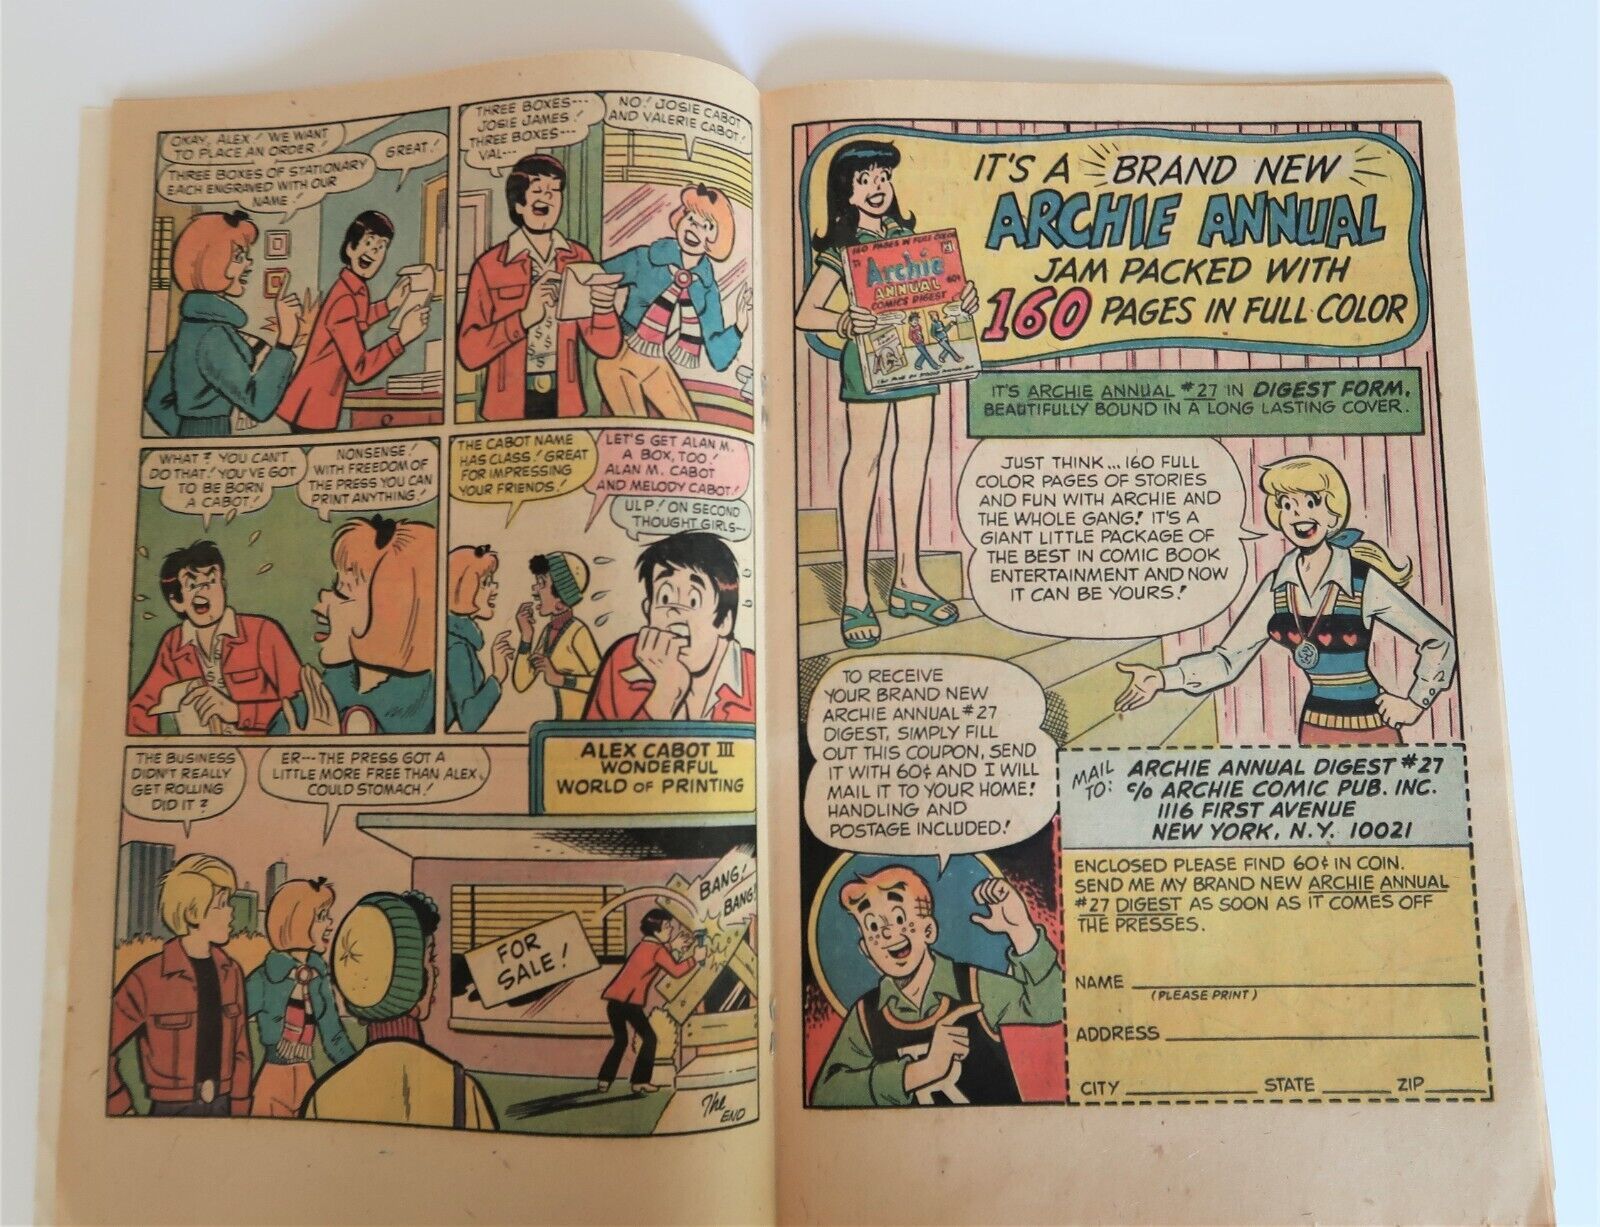 OKAY, ALEX! WE WANT
TO PLACE AN ORDER!
THREE BOXES OF STATIONARY
EACH ENGRAVED WITH OUR
NAME!
GREAT!
THREE BOXES---
JOSIE JAMES!
THREE BOXES---
VAL---
NO! JOSIE CABOT
AND VALERIE CABOT!
WHAT? YOU CAN'T
DO THAT! YOU'VE GOT
TO BE BORN
A CABOT!
NONSENSE!
WITH FREEDOM OF
THE PRESS YOU CAN
PRINT ANYTHING!
THE CABOT NAME
HAS CLASS! GREAT
FOR IMPRESSING
YOUR FRIENDS!
LET'S GET ALAN M.
A BOX, TOO!
ALAN M. CABOT
AND MELODY CABOT!
ULP! ON SECOND
THOUGHT GIRLS--
THE BUSINESS
DIDN'T REALLY
GET ROLLING
DID IT?
ER---THE PRESS GOT A
LITTLE MORE FREE THAN ALEX
COULD STOMACH!
ALEX CABOT III
WONDERFUL
WORLD OF PRINTING
FOR
SALE!
BANG!
BANG!
The
END
IT'S A BRAND NEW
ARCHIE ANNUAL
JAM PACKED WITH
160 PAGES IN FULL COLOR
160 PAGES IN FULL COLOR
Archie
ANNUAL
60¢
COMICS DIGEST
IT'S ARCHIE ANNUAL #27 IN DIGEST FORM.
BEAUTIFULLY BOUND IN A LONG LASTING COVER.
JUST THINK... 160 FULL
COLOR PAGES OF STORIES
AND FUN WITH ARCHIE AND
THE WHOLE GANG! IT'S A
GIANT LITTLE PACKAGE OF
THE BEST IN COMIC BOOK
ENTERTAINMENT AND NOW
IT CAN BE YOURS!
TO RECEIVE
YOUR BRAND NEW
ARCHIE ANNUAL #27
DIGEST, SIMPLY FILL
OUT THIS COUPON, SEND
IT WITH 60¢ AND I WILL
MAIL IT TO YOUR HOME!
HANDLING AND
POSTAGE INCLUDED!
MAIL
TO:
ARCHIE ANNUAL DIGEST #27
c/o ARCHIE COMIC PUB. INC.
1116 FIRST AVENUE
NEW YORK, N.Y. 10021
ENCLOSED PLEASE FIND 60¢ IN COIN.
SEND ME MY BRAND NEW ARCHIE ANNUAL
#27 DIGEST AS SOON AS IT COMES OFF
THE PRESSES.
NAME
(PLEASE PRINT)
ADDRESS
CITY STATE ZIP